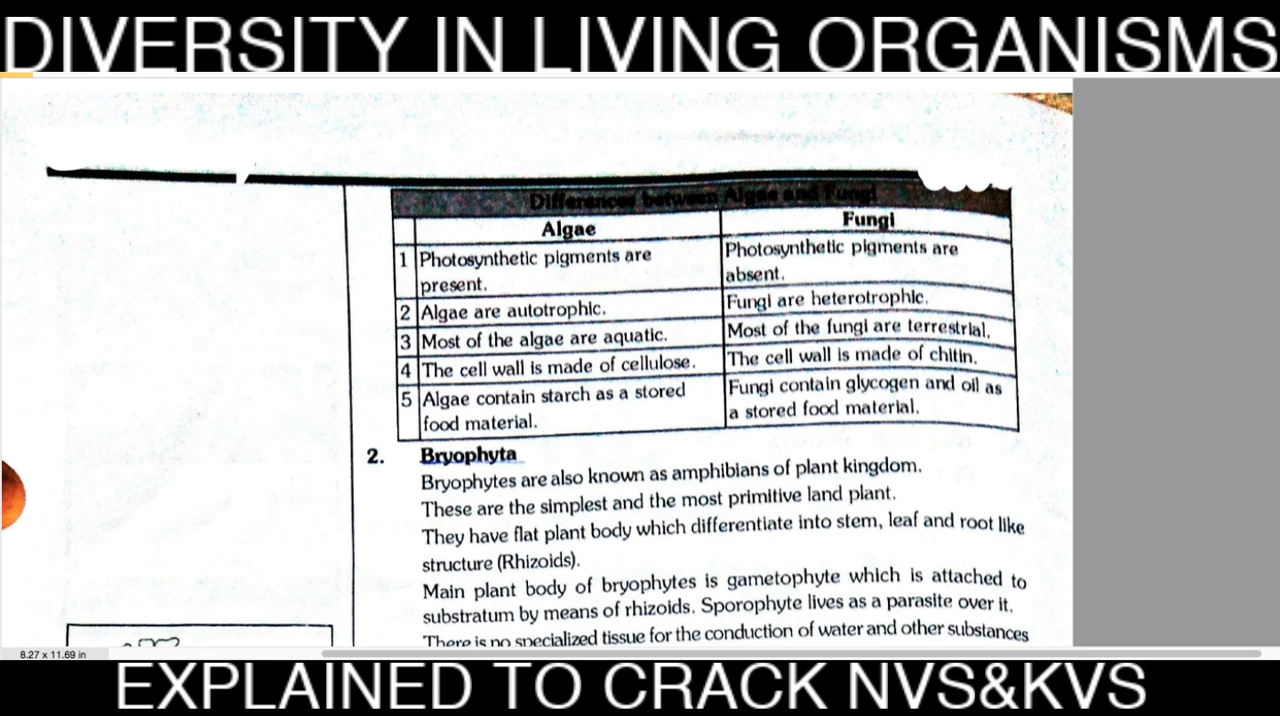 DIVERSITY IN LIVING ORGANISMS
Differences between Algae and Fungi
Algae
Fungi
1 Photosynthetic pigments are
present.
Photosynthetic pigments are
absent.
2 Algae are autotrophic.
Fungi are heterotrophic.
3 Most of the algae are aquatic.
Most of the fungi are terrestrial.
4 The cell wall is made of cellulose.
The cell wall is made of chitin.
5 Algae contain starch as a stored
food material.
Fungi contain glycogen and oil as
a stored food material.
2. Bryophyta
Bryophytes are also known as amphibians of plant kingdom.
These are the simplest and the most primitive land plant.
They have flat plant body which differentiate into stem, leaf and root like
structure (Rhizoids).
Main plant body of bryophytes is gametophyte which is attached to
substratum by means of rhizoids. Sporophyte lives as a parasite over it.
There is no specialized tissue for the conduction of water and other substances
8.27 x 11.69 in
EXPLAINED TO CRACK NVS&KVS